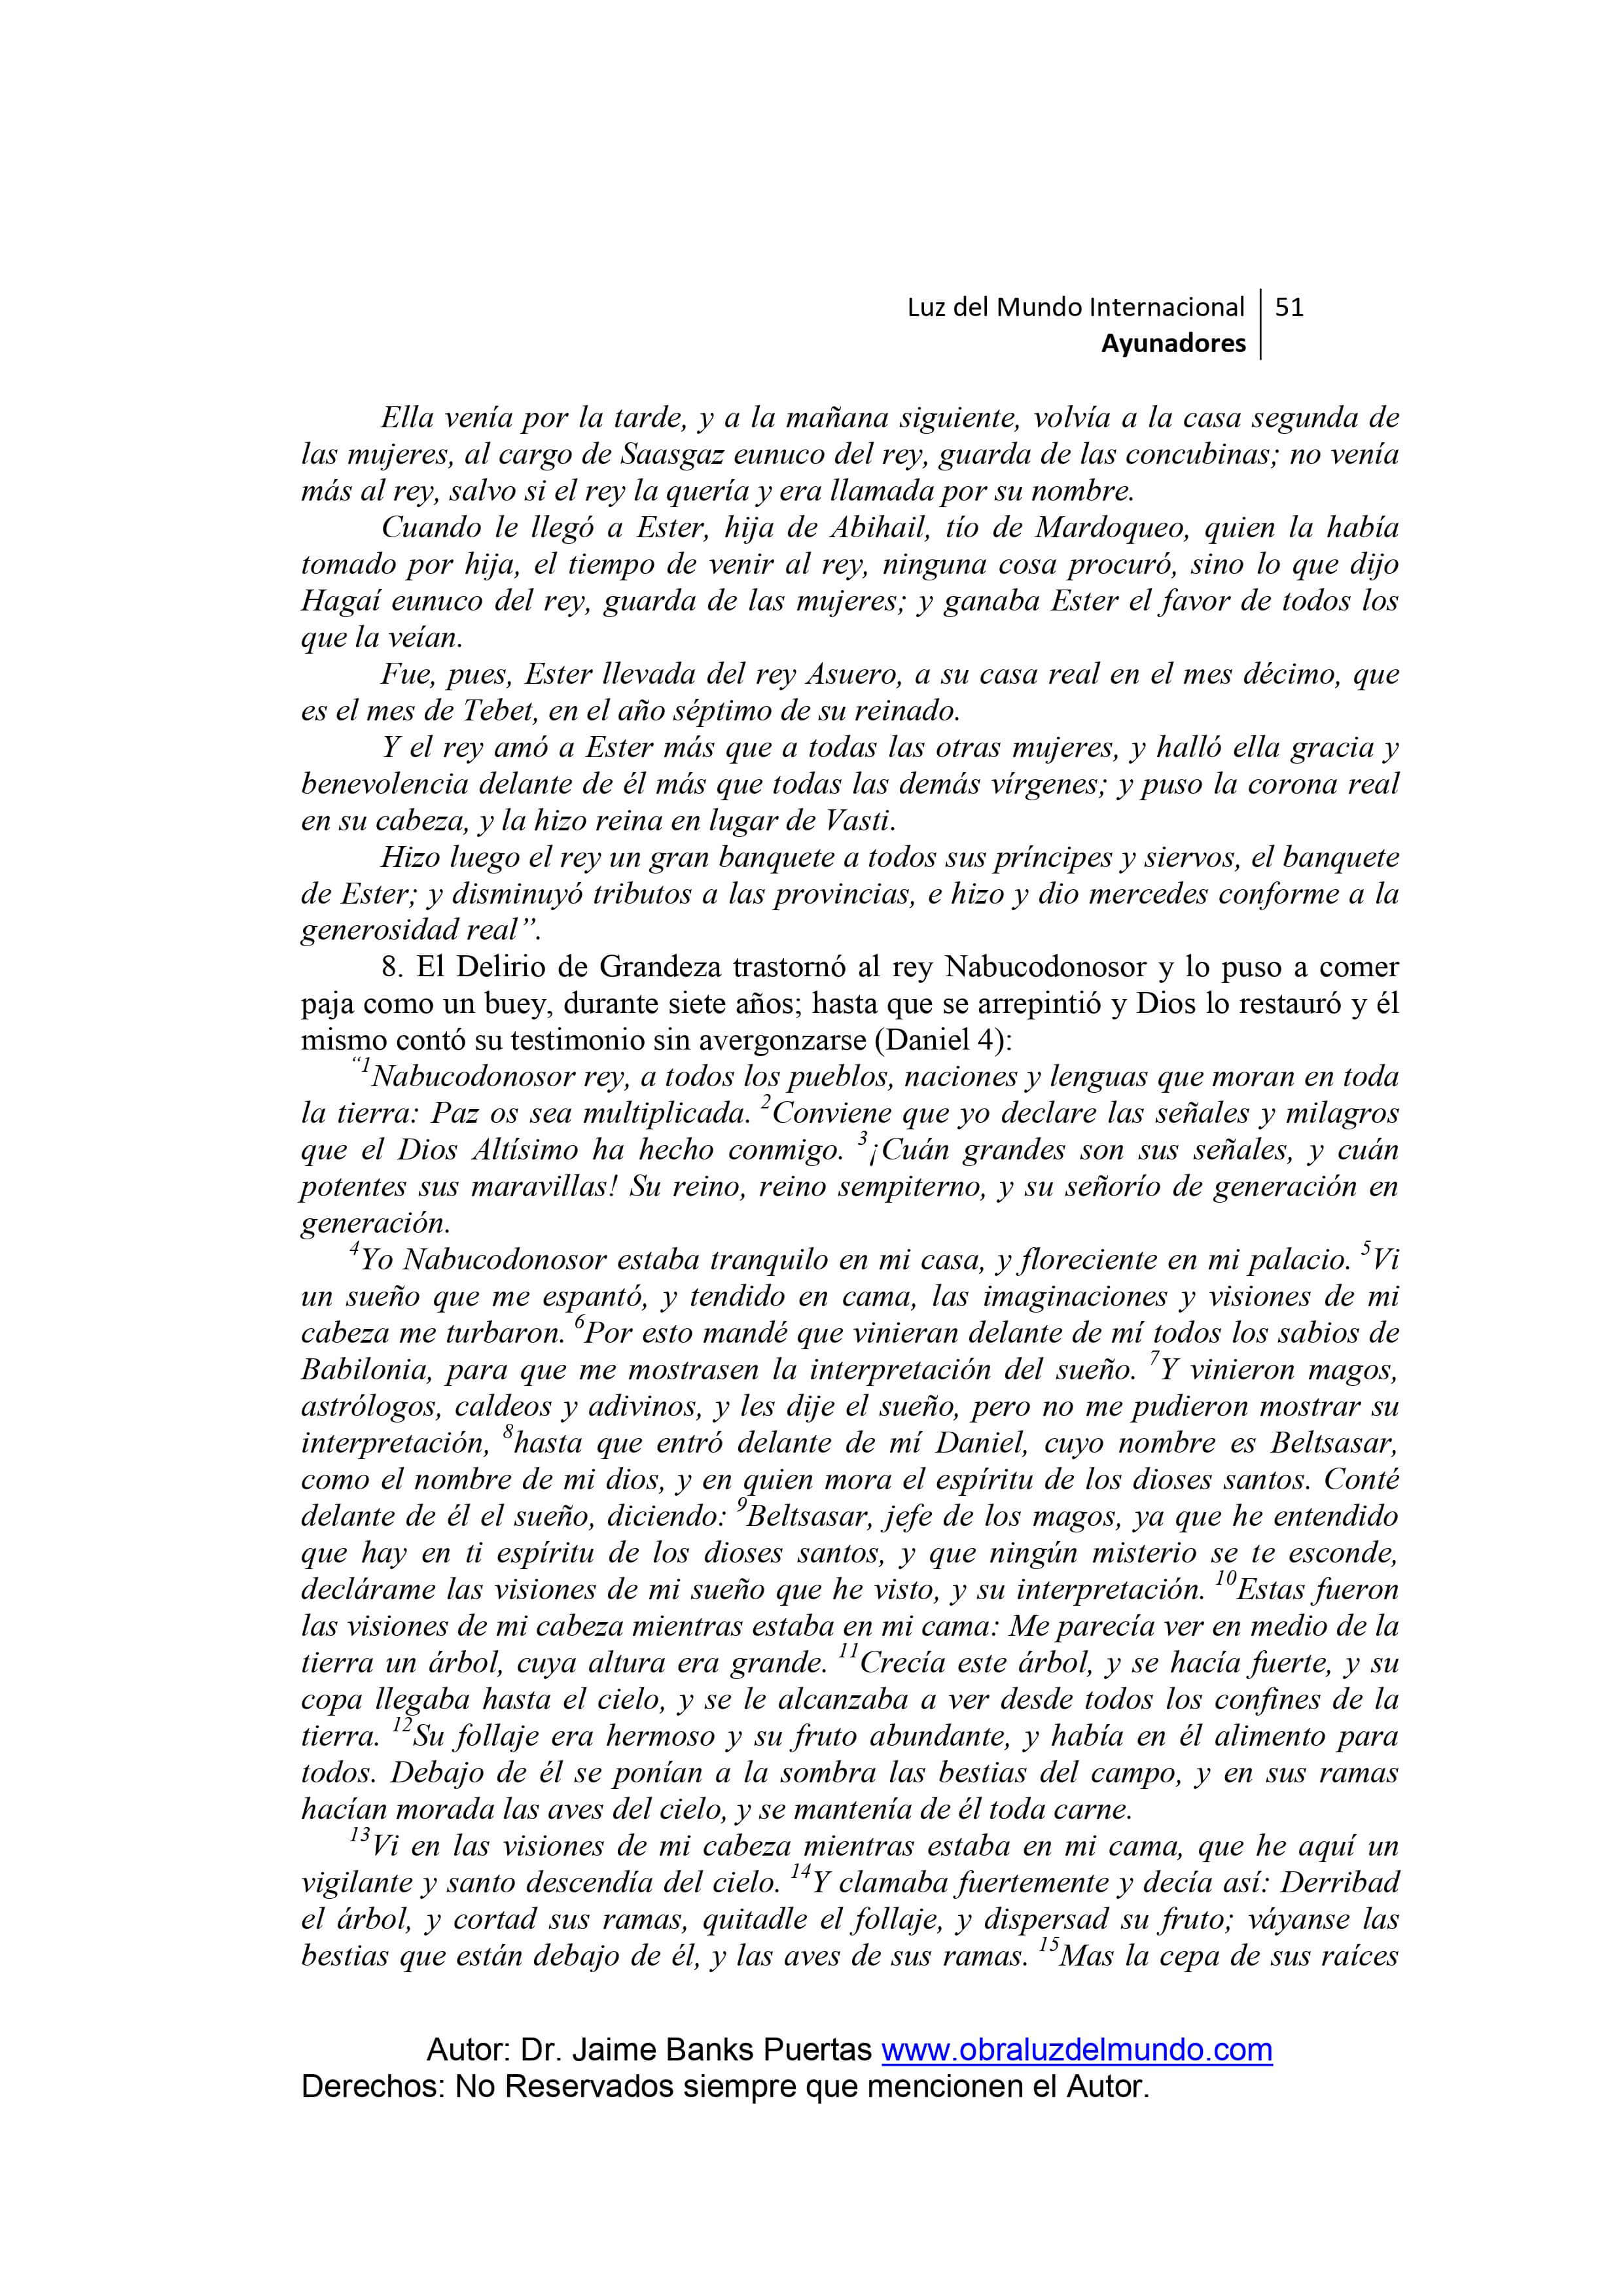 Luz del Mundo Internacional 51
Ayunadores
Ella venía por la tarde, y a la mañana siguiente, volvía a la casa segunda de
las mujeres, al cargo de Saasgaz eunuco del rey, guarda de las concubinas; no venía
más al rey, salvo si el rey la quería y era llamada por su nombre.
Cuando le llegó a Ester, hija de Abihail, tío de Mardoqueo, quien la había
tomado por hija, el tiempo de venir al rey, ninguna cosa procuró, sino lo que dijo
Hagaí eunuco del rey, guarda de las mujeres; y ganaba Ester el favor de todos los
que la veían.
Fue, pues, Ester llevada del rey Asuero, a su casa real en el mes décimo, que
es el mes de Tebet, en el año séptimo de su reinado.
Y el rey amó a Ester más que a todas las otras mujeres, y halló ella gracia y
benevolencia delante de él más que todas las demás vírgenes; y puso la corona real
en su cabeza, y la hizo reina en lugar de Vasti.
Hizo luego el rey un gran banquete a todos sus príncipes y siervos, el banquete
de Ester; y disminuyó tributos a las provincias, e hizo y dio mercedes conforme a la
generosidad real”.
8. El Delirio de Grandeza trastornó al rey Nabucodonosor y lo puso a comer
paja como un buey, durante siete años; hasta que se arrepintió y Dios lo restauró y él
mismo contó su testimonio sin avergonzarse (Daniel 4):
“1Nabucodonosor rey, a todos los pueblos, naciones y lenguas que moran en toda
la tierra: Paz os sea multiplicada. 2Conviene que yo declare las señales y milagros
que el Dios Altísimo ha hecho conmigo. 3¡Cuán grandes son sus señales, y cuán
potentes sus maravillas! Su reino, reino sempiterno, y su señorío de generación en
generación.
4Yo Nabucodonosor estaba tranquilo en mi casa, y floreciente en mi palacio. 5Vi
un sueño que me espantó, y tendido en cama, las imaginaciones y visiones de mi
cabeza me turbaron. 6Por esto mandé que vinieran delante de mí todos los sabios de
Babilonia, para que me mostrasen la interpretación del sueño. 7Y vinieron magos,
astrólogos, caldeos y adivinos, y les dije el sueño, pero no me pudieron mostrar su
interpretación, 8hasta que entró delante de mí Daniel, cuyo nombre es Beltsasar,
como el nombre de mi dios, y en quien mora el espíritu de los dioses santos. Conté
delante de él el sueño, diciendo: 9Beltsasar, jefe de los magos, ya que he entendido
que hay en ti espíritu de los dioses santos, y que ningún misterio se te esconde,
declárame las visiones de mi sueño que he visto, y su interpretación. 10Estas fueron
las visiones de mi cabeza mientras estaba en mi cama: Me parecía ver en medio de la
tierra un árbol, cuya altura era grande. 11Crecía este árbol, y se hacía fuerte, y su
copa llegaba hasta el cielo, y se le alcanzaba a ver desde todos los confines de la
tierra. 12Su follaje era hermoso y su fruto abundante, y había en él alimento para
todos. Debajo de él se ponían a la sombra las bestias del campo, y en sus ramas
hacían morada las aves del cielo, y se mantenía de él toda carne.
13Vi en las visiones de mi cabeza mientras estaba en mi cama, que he aquí un
vigilante y santo descendía del cielo. 14Y clamaba fuertemente y decía así: Derribad
el árbol, y cortad sus ramas, quitadle el follaje, y dispersad su fruto; váyanse las
bestias que están debajo de él, y las aves de sus ramas. 15Mas la cepa de sus raíces
Autor: Dr. Jaime Banks Puertas www.obraluzdelmundo.com
Derechos: No Reservados siempre que mencionen el Autor.